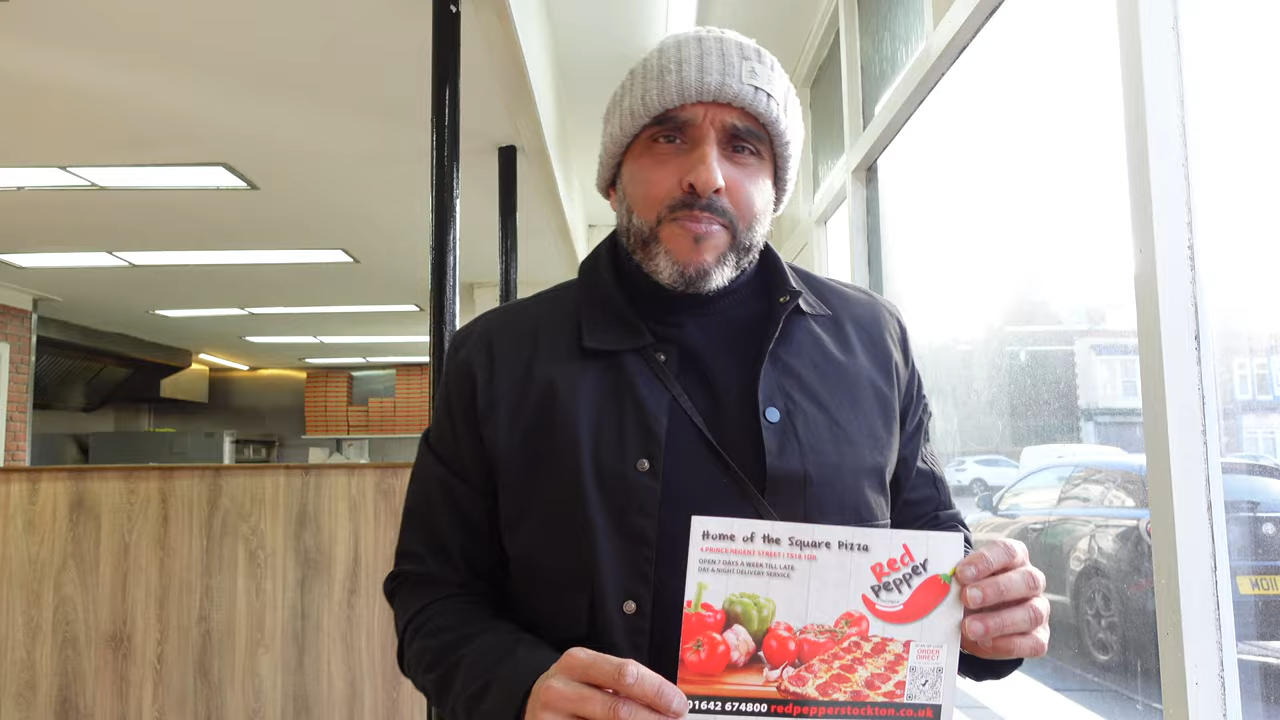 Home of the Square Pizza
4 PRINCE REGENT STREET | TS18 1DB
OPEN 7 DAYS A WEEK TILL LATE
DAY & NIGHT DELIVERY SERVICE
Red
Pepper
ORDER
DIRECT
01642 674800 redpepperstockton.co.uk